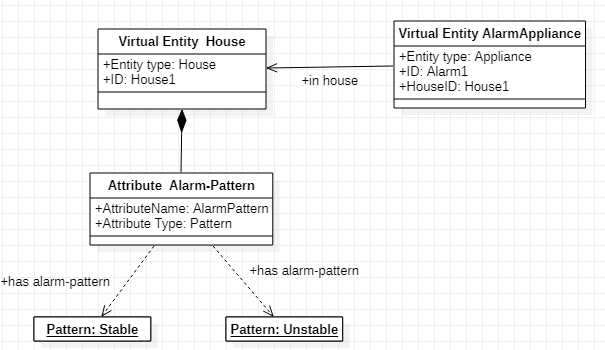 Virtual Entity  House
+Entity type: House
+ID: House1
Virtual Entity AlarmAppliance
+Entity type: Appliance
+ID: Alarm1
+HouseID: House1
+in house
Attribute  Alarm-Pattern
+AttributeName: AlarmPattern
+Attribute Type: Pattern
+has alarm-pattern
+has alarm-pattern
Pattern: Stable
Pattern: Unstable